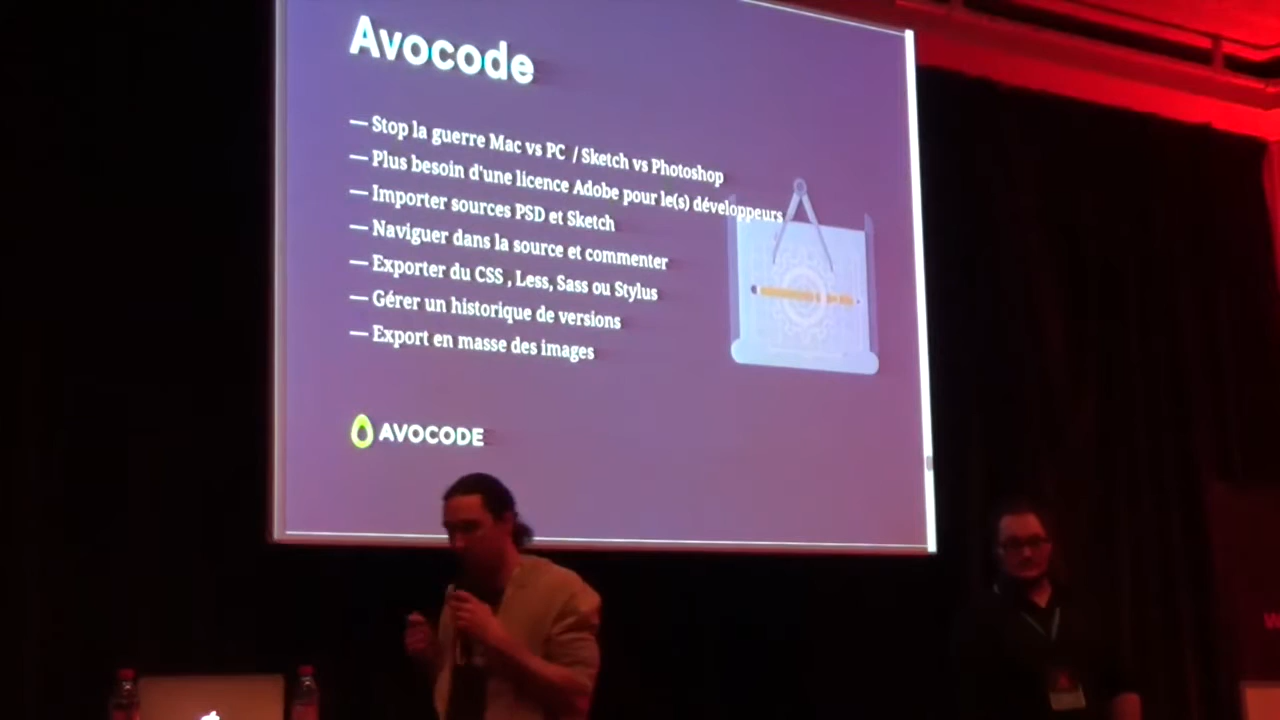 Avocode
— Stop la guerre Mac vs PC / Sketch vs Photoshop
— Plus besoin d'une licence Adobe pour le(s) développeurs
— Importer sources PSD et Sketch
— Naviguer dans la source et commenter
— Exporter du CSS , Less, Sass ou Stylus
— Gérer un historique de versions
— Export en masse des images
AVOCODE